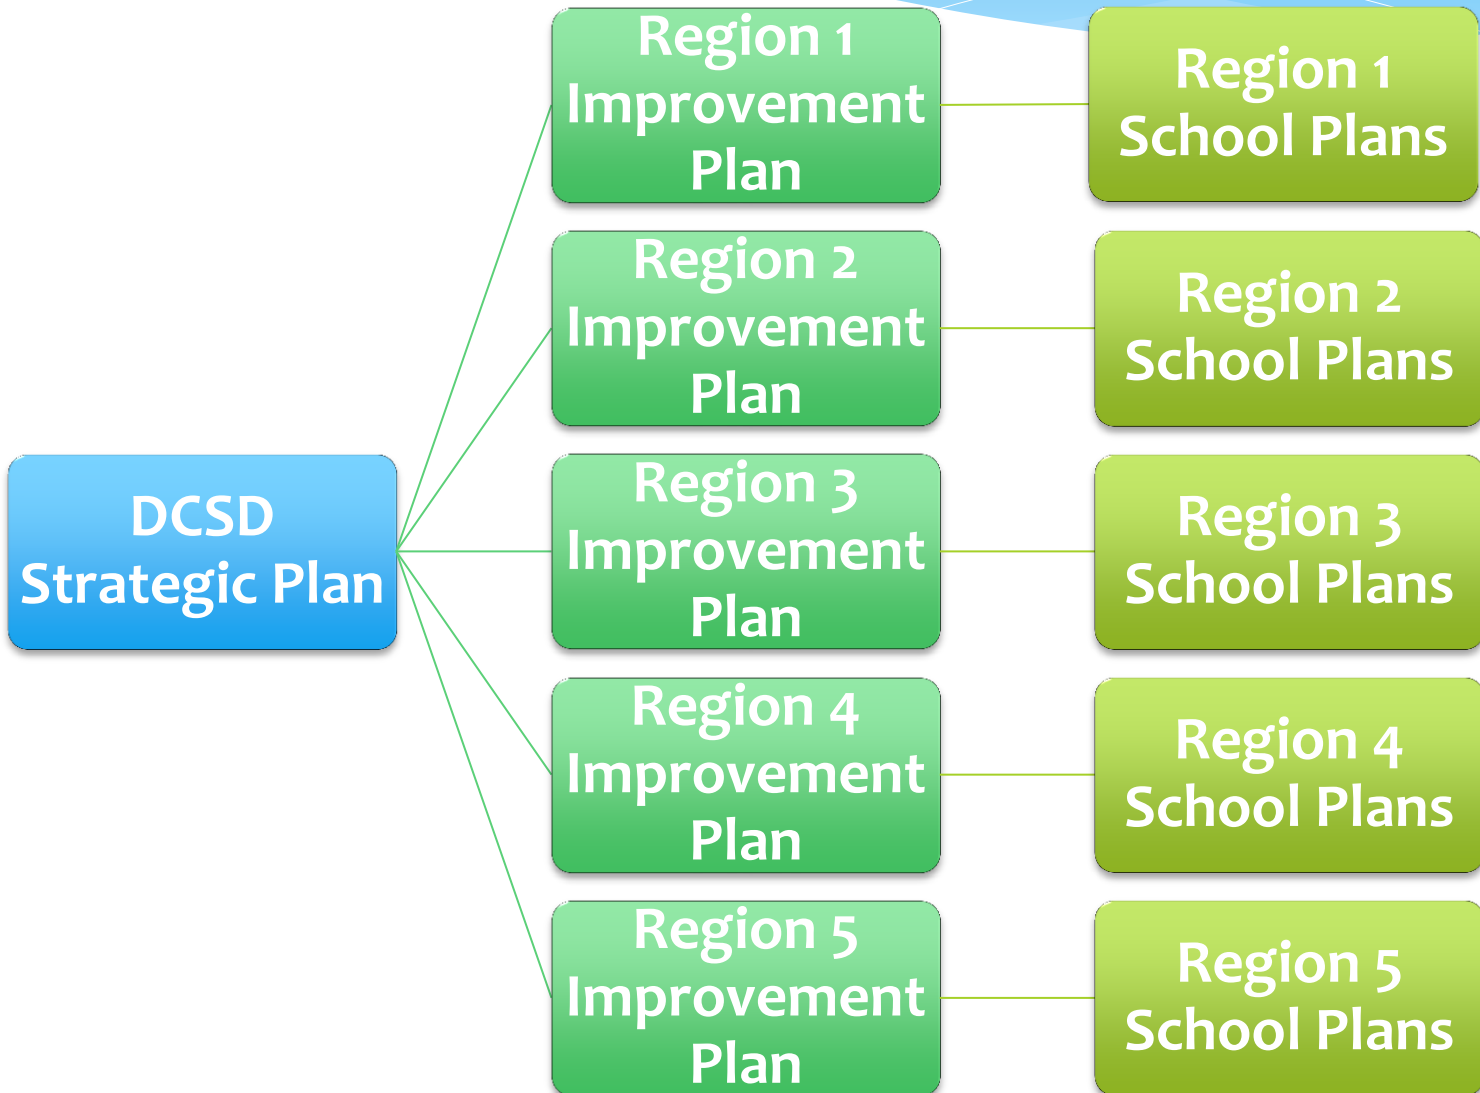 Region 1
Improvement
Plan
Region 1
School Plans
Region 2
Improvement
Plan
Region 2
School Plans
DCSD
Strategic Plan
Region 3
Improvement
Plan
Region 3
School Plans
Region 4
Improvement
Plan
Region 4
School Plans
Region 5
Improvement
Plan
Region 5
School Plans